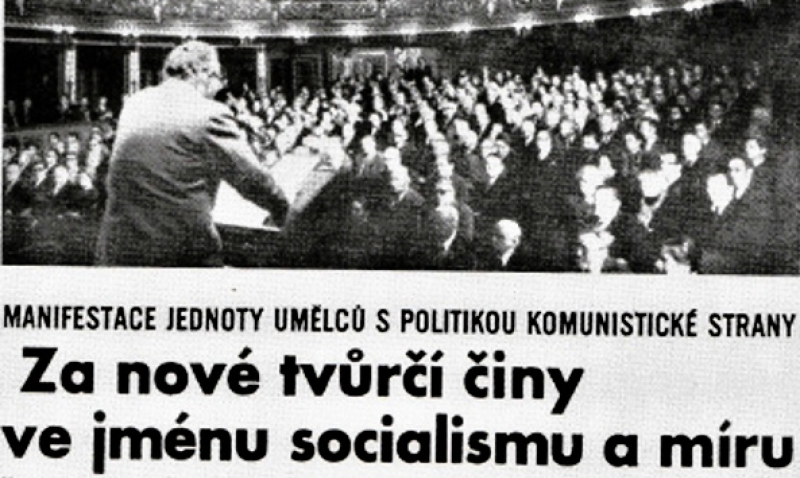 MANIFESTACE JEDNOTY UMĚLCŮ S POLITIKOU KOMUNISTICKÉ STRANY
Za nové tvůrčí činy
ve jménu socialismu a míru